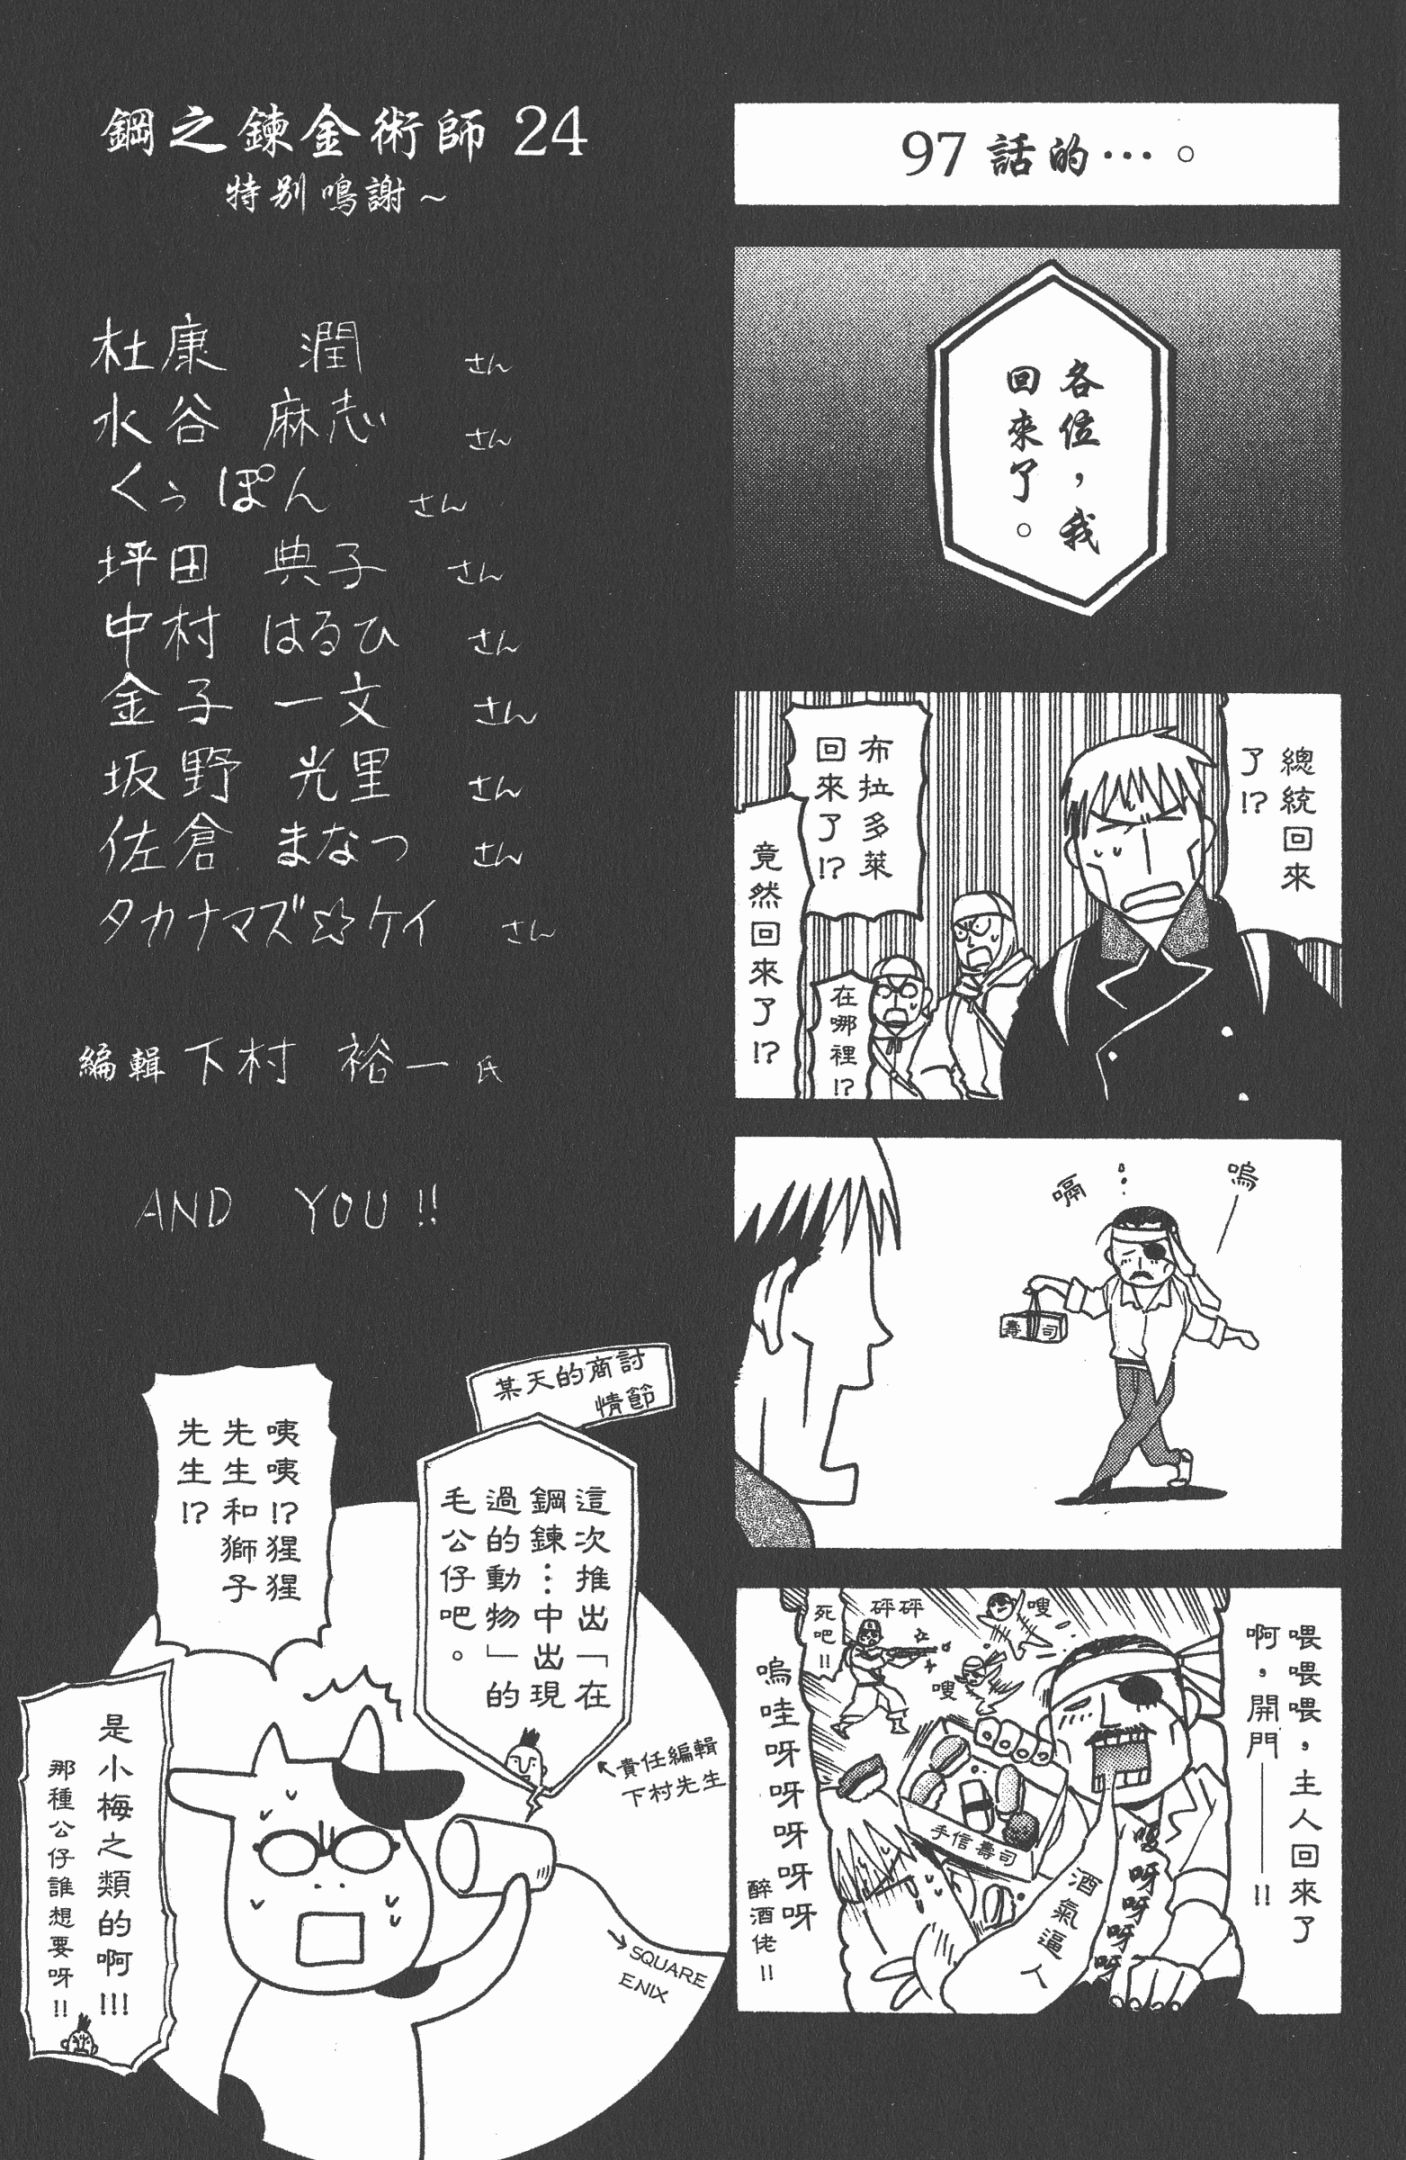 鋼之鍊金術師 24
特別鳴謝～
杜康 潤 さん
水谷 麻志 さん
くぅぽん さん
坪田 典子 さん
中村 はるひ さん
金子 一文 さん
坂野 光里 さん
佐倉 まなつ さん
タカナマズ☆ケイ さん
編輯 下村 裕一 氏
AND YOU!!
97 話的…。
各位，我
回來了。
總統回來
了!?
布拉多萊
回來了!?
竟然回來了!?
在哪裡!?
嗚——
嗝…
壽司
喂喂喂，主人回來了
啊，開門——!!
嗖
嗖
砰砰
死吧!!
嗚哇呀呀呀呀呀
醉酒佬!!
手信壽司
嗄呀呀呀呀
酒氣逼人
某天的商討
情節
這次推出「在
鋼鍊…中出現
過的動物」的
毛公仔吧。
←責任編輯
下村先生
咦咦!?猩猩
先生和獅子
先生!?
是小梅之類的啊!!!
那種公仔誰想要呀!!
→SQUARE
ENIX